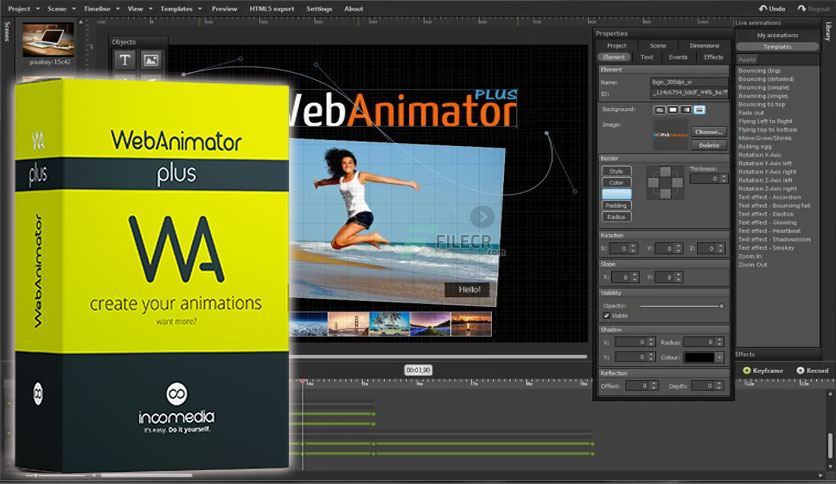 Project Scene Timeline View Templates Preview HTML5 export Settings About Undo Repeat
Scenes
pixabay-15c42
Objects
T
WebAnimator
PLUS
Hello!
FILECR
.com
00:03,90
Properties
Project Scene Dimensions
Element Text Events Effects
Element
Name: logo_300dpi_w
ID:
Background:
Image:
WebAnimator
Choose...
Delete
Border
Style
Color
Padding
Radius
Thickness:
0
Rotation
X: 0 Y: 0 Z: 0
Slope
X: 0 Y: 0
Visibility
Opacity:
Visible
Shadow
X: 0 Radius: 0
Y: 0 Colour:
Reflection
Offset: 0 Depth: 0
Live animations
Library
My animations
Templates
Apply
Bouncing (big)
Bouncing (detailed)
Bouncing (simple)
Bouncing (single)
Bouncing to top
Fade out
Flying Left to Right
Flying top to bottom
Move/Grow/Shrink
Rolling egg
Rotation X-Axis
Rotation X-Axis left
Rotation Y-Axis right
Rotation Z-Axis left
Rotation Z-Axis right
Text effect - Accordion
Text effect - Bouncing fall
Text effect - Elastics
Text effect - Glowing
Text effect - Heartbeat
Text effect - Shadowzoom
Text effect - Smokey
Zoom In
Zoom Out
Effects
Keyframe Record
WA
plus
WebAnimator
WebAnimator
plus
WA
create your animations
want more?
incomedia
It's easy. Do it yourself.